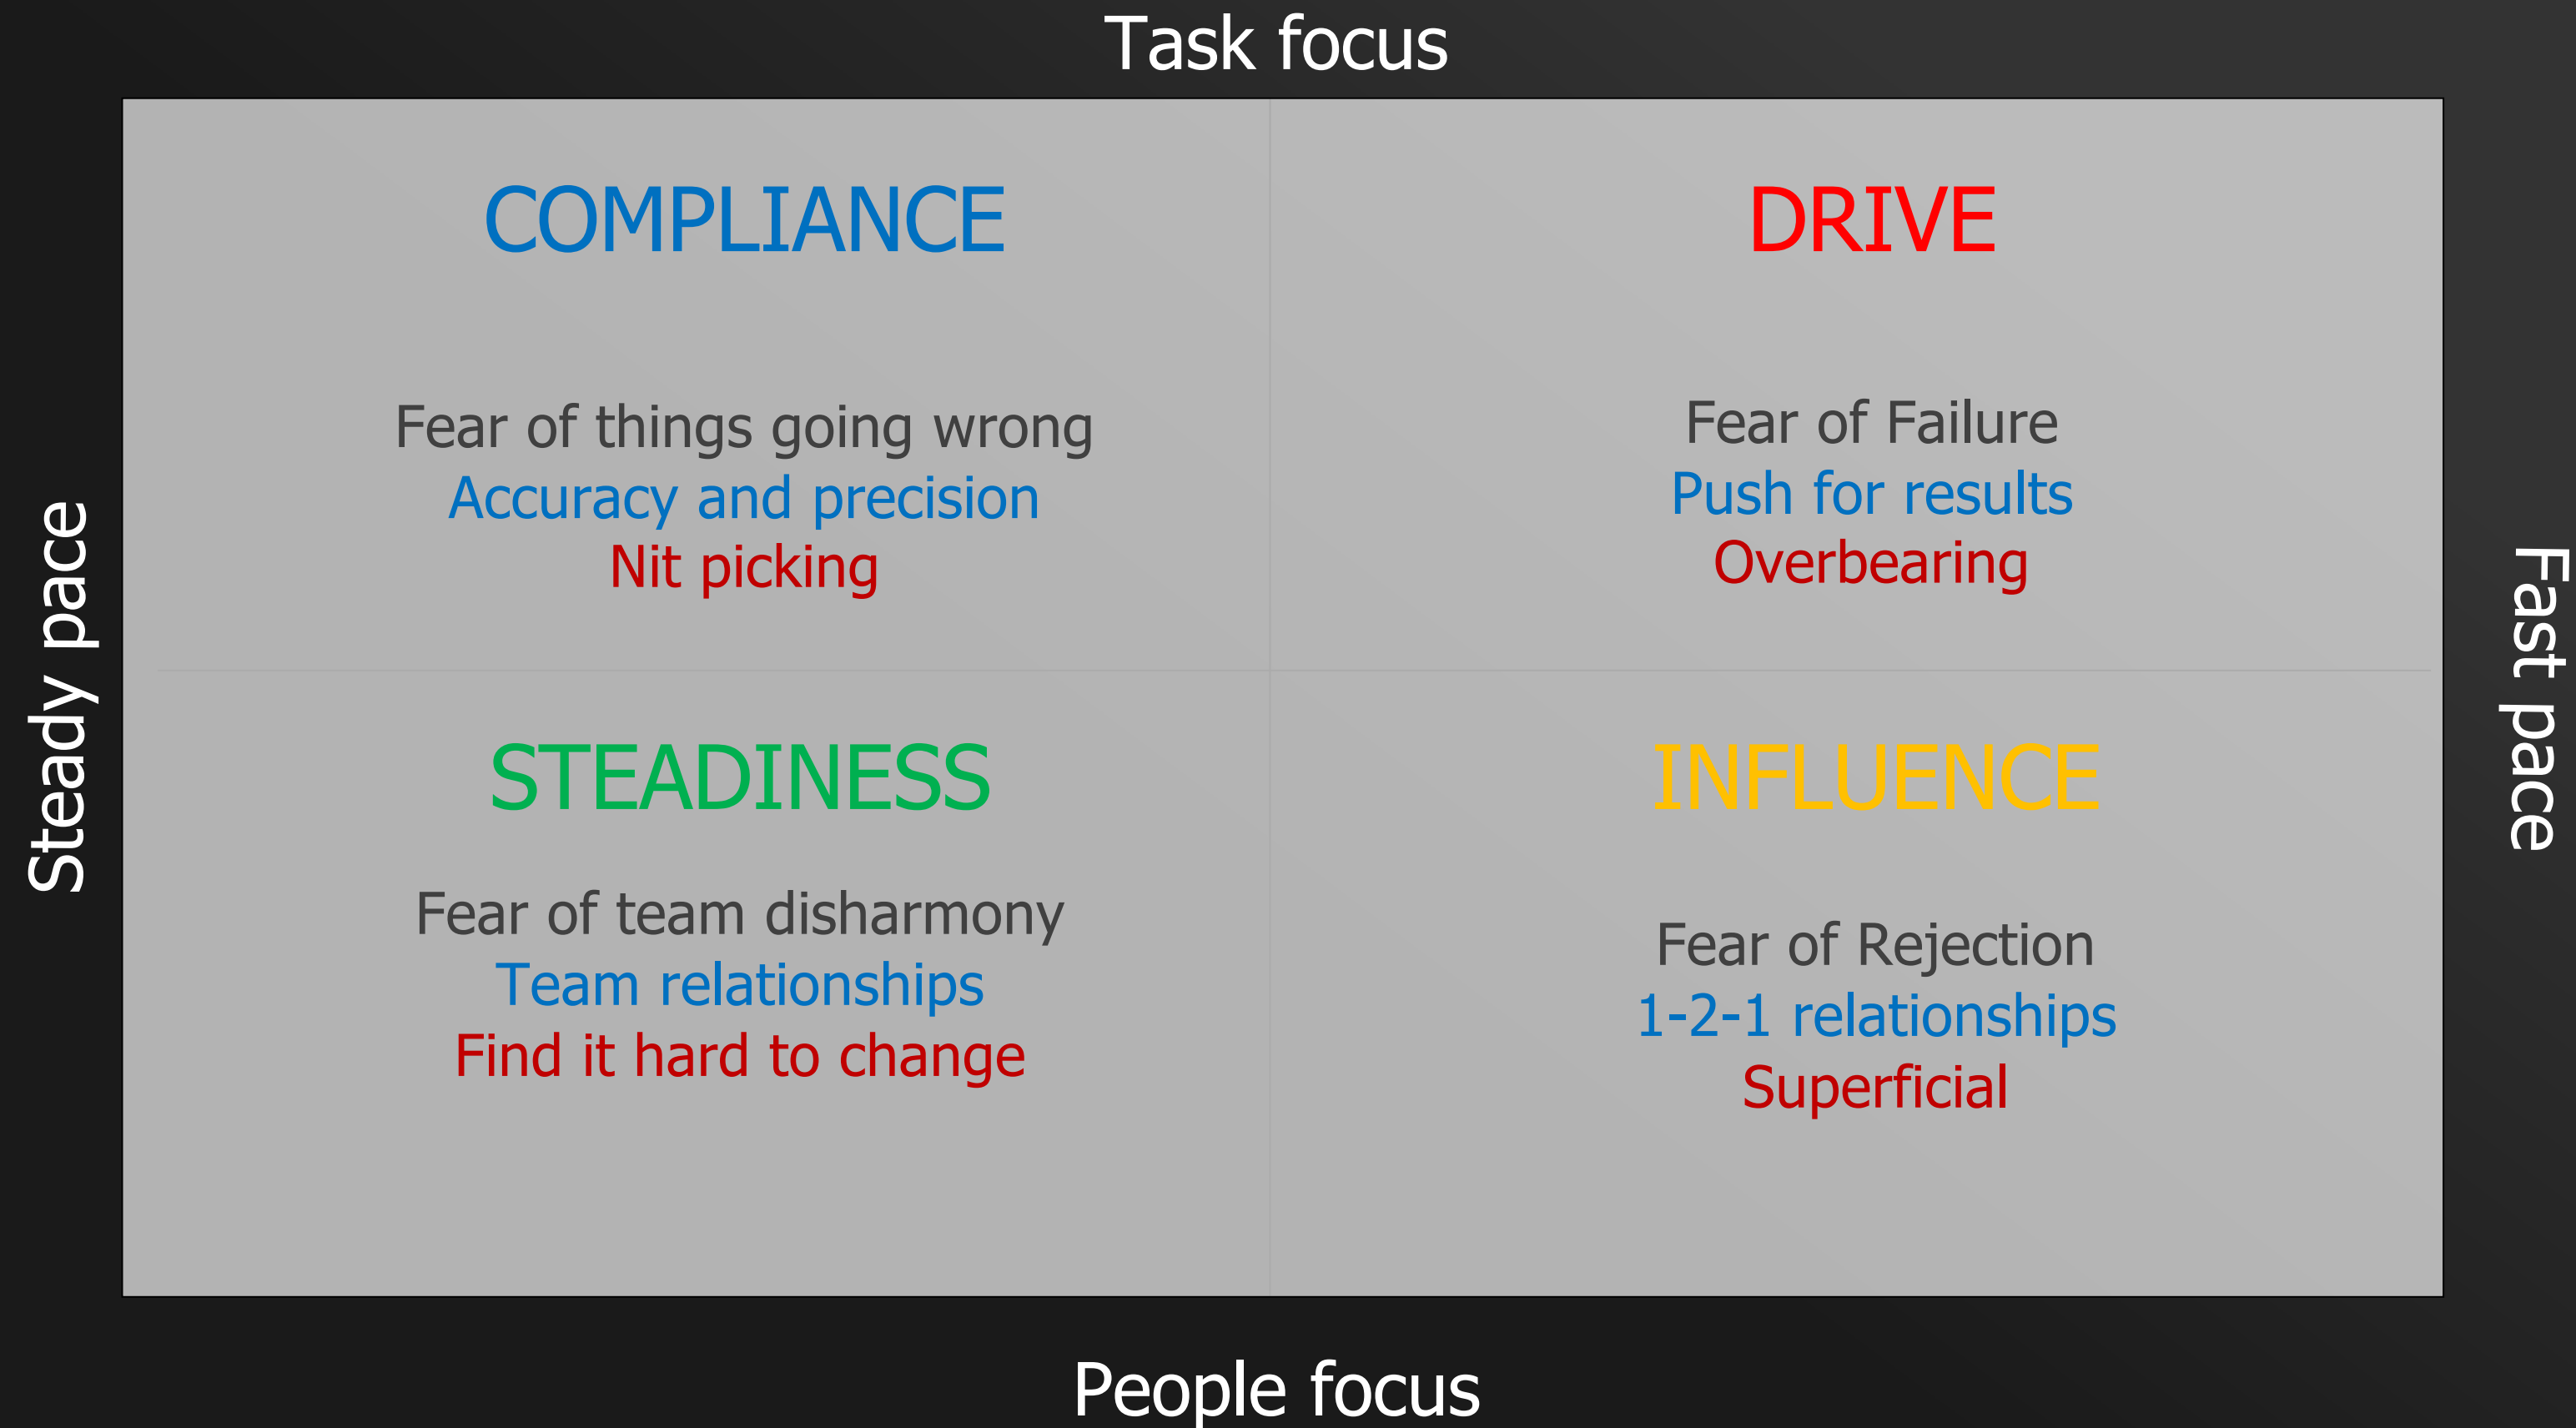 Task focus
COMPLIANCE
Fear of things going wrong
Accuracy and precision
Nit picking
DRIVE
Fear of Failure
Push for results
Overbearing
Steady pace
Fast pace
STEADINESS
Fear of team disharmony
Team relationships
Find it hard to change
INFLUENCE
Fear of Rejection
1-2-1 relationships
Superficial
People focus